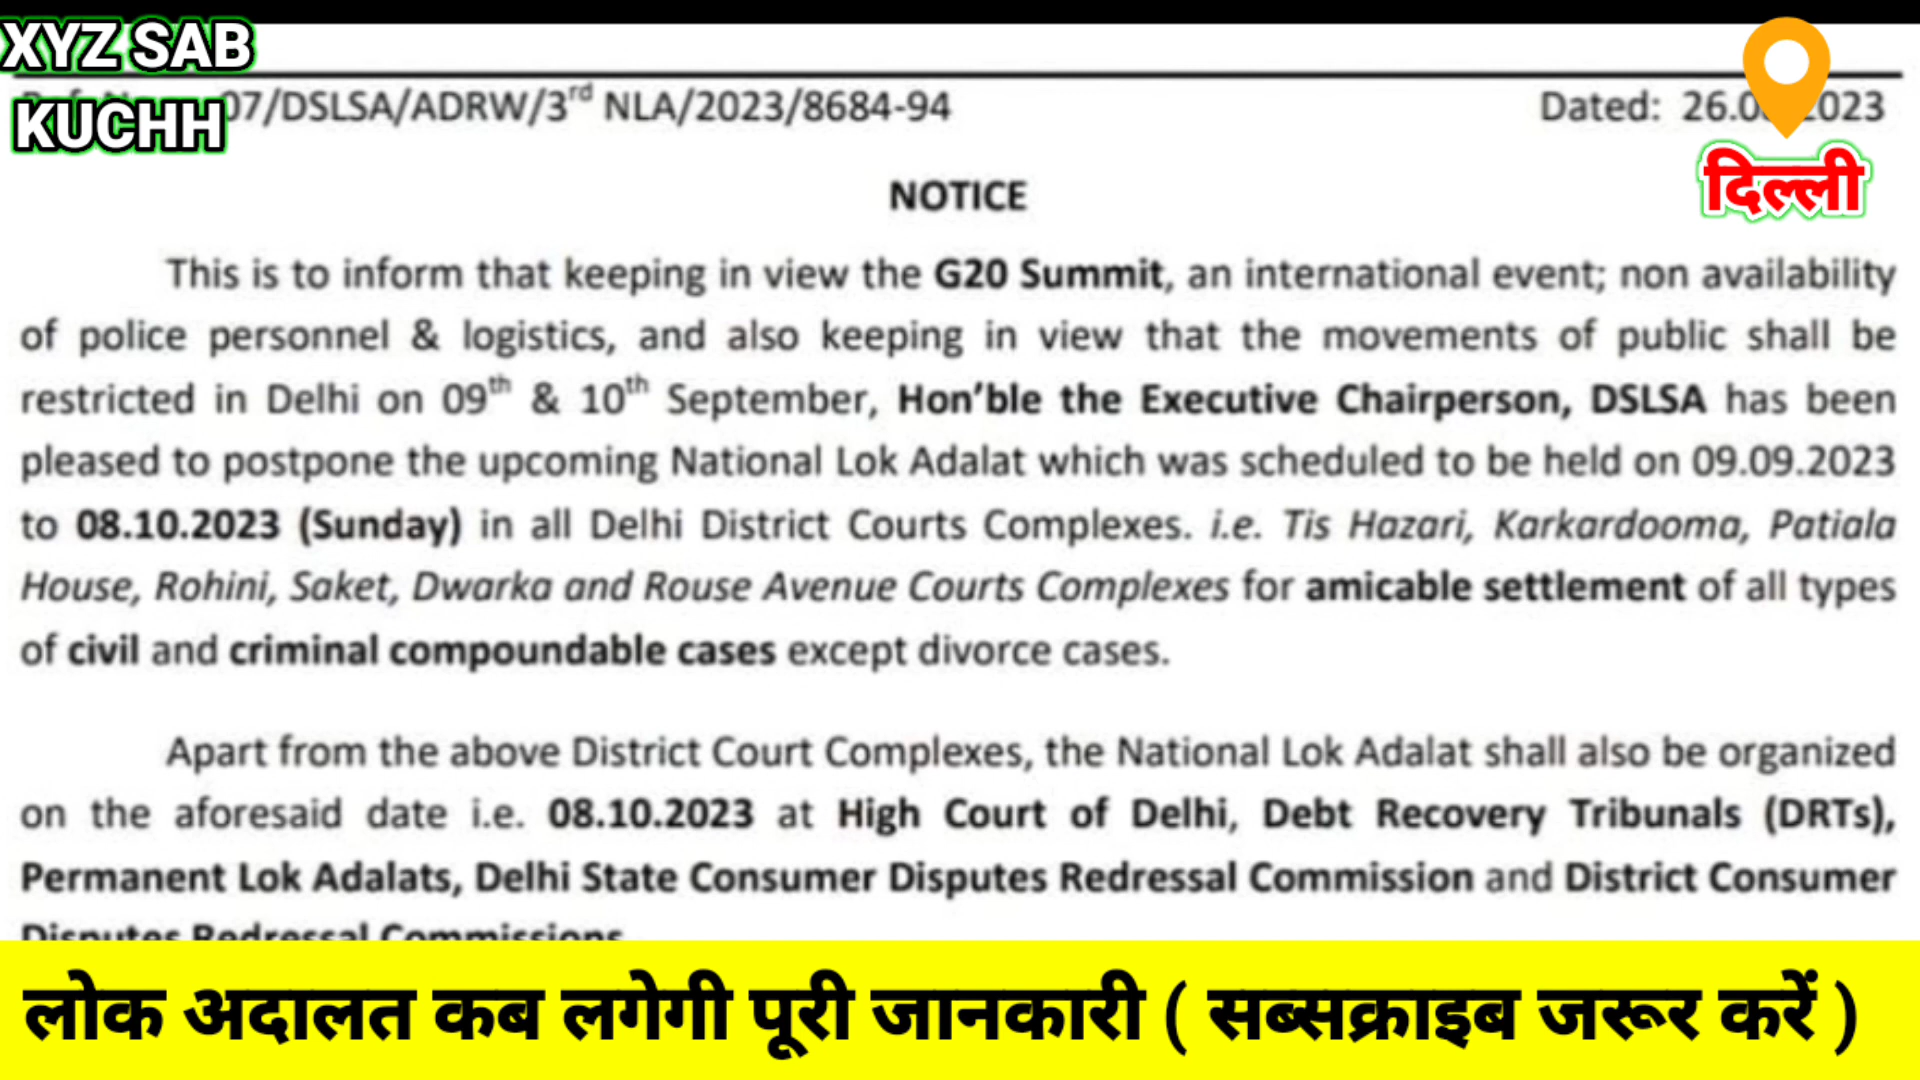 XYZ SAB
KUCHH
07/DSLSA/ADRW/3rd NLA/2023/8684-94
Dated: 26.0 2023
दिल्ली
NOTICE
This is to inform that keeping in view the G20 Summit, an international event; non availability
of police personnel & logistics, and also keeping in view that the movements of public shall be
restricted in Delhi on 09th & 10th September, Hon'ble the Executive Chairperson, DSLSA has been
pleased to postpone the upcoming National Lok Adalat which was scheduled to be held on 09.09.2023
to 08.10.2023 (Sunday) in all Delhi District Courts Complexes. i.e. Tis Hazari, Karkardooma, Patiala
House, Rohini, Saket, Dwarka and Rouse Avenue Courts Complexes for amicable settlement of all types
of civil and criminal compoundable cases except divorce cases.
Apart from the above District Court Complexes, the National Lok Adalat shall also be organized
on the aforesaid date i.e. 08.10.2023 at High Court of Delhi, Debt Recovery Tribunals (DRTs),
Permanent Lok Adalats, Delhi State Consumer Disputes Redressal Commission and District Consumer
Disputes Redressal Commissions
लोक अदालत कब लगेगी पूरी जानकारी ( सब्सक्राइब जरूर करें )